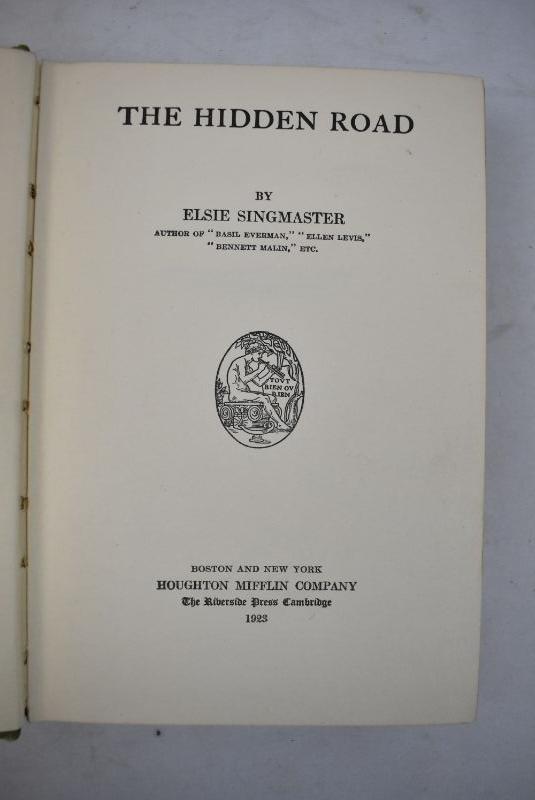 THE HIDDEN ROAD
BY
ELSIE SINGMASTER
AUTHOR OF "BASIL EVERMAN," "ELLEN LEVIS,"
"BENNETT MALIN," ETC.
TOVT
BIEN OV
RIEN
BOSTON AND NEW YORK
HOUGHTON MIFFLIN COMPANY
The Riverside Press Cambridge
1923